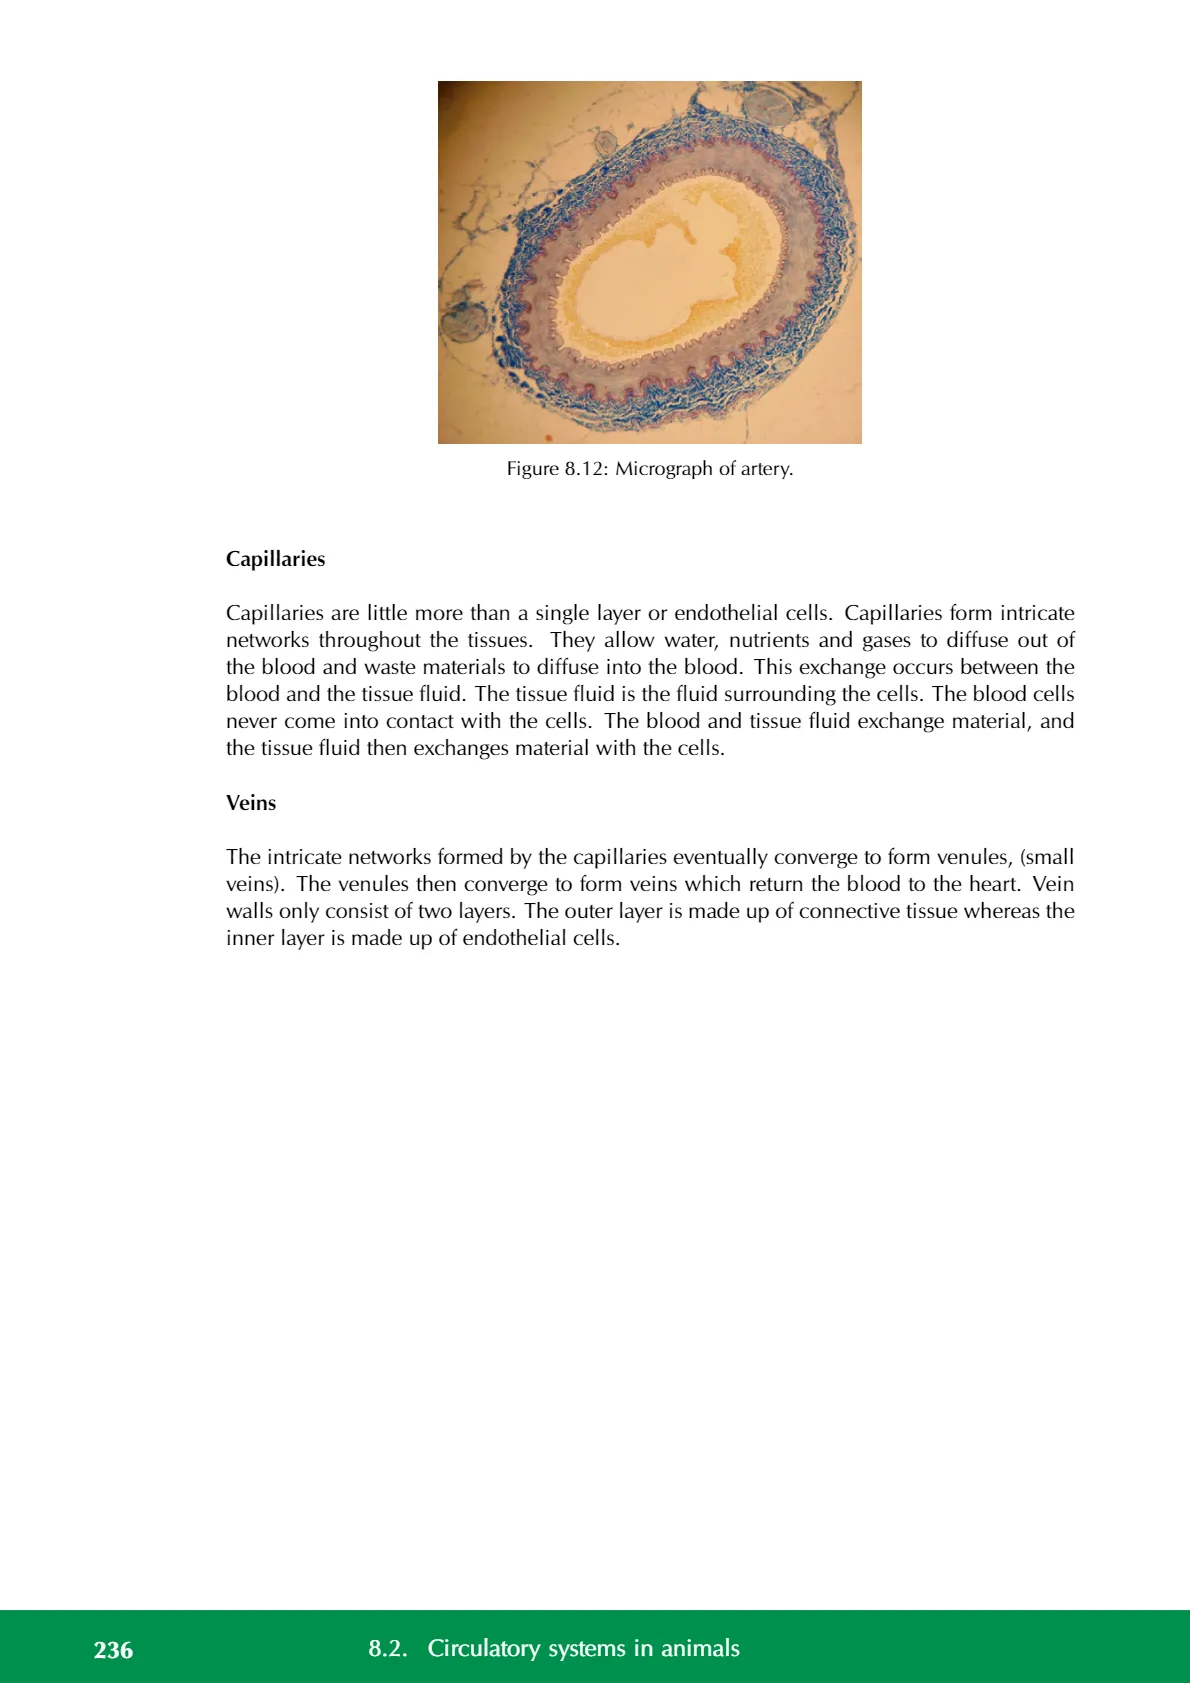 Figure 8.12: Micrograph of artery.
Capillaries
Capillaries are little more than a single layer or endothelial cells. Capillaries form intricate
networks throughout the tissues. They allow water, nutrients and gases to diffuse out of
the blood and waste materials to diffuse into the blood. This exchange occurs between the
blood and the tissue fluid. The tissue fluid is the fluid surrounding the cells. The blood cells
never come into contact with the cells. The blood and tissue fluid exchange material, and
the tissue fluid then exchanges material with the cells.
Veins
The intricate networks formed by the capillaries eventually converge to form venules, (small
veins). The venules then converge to form veins which return the blood to the heart. Vein
walls only consist of two layers. The outer layer is made up of connective tissue whereas the
inner layer is made up of endothelial cells.
236 8.2. Circulatory systems in animals